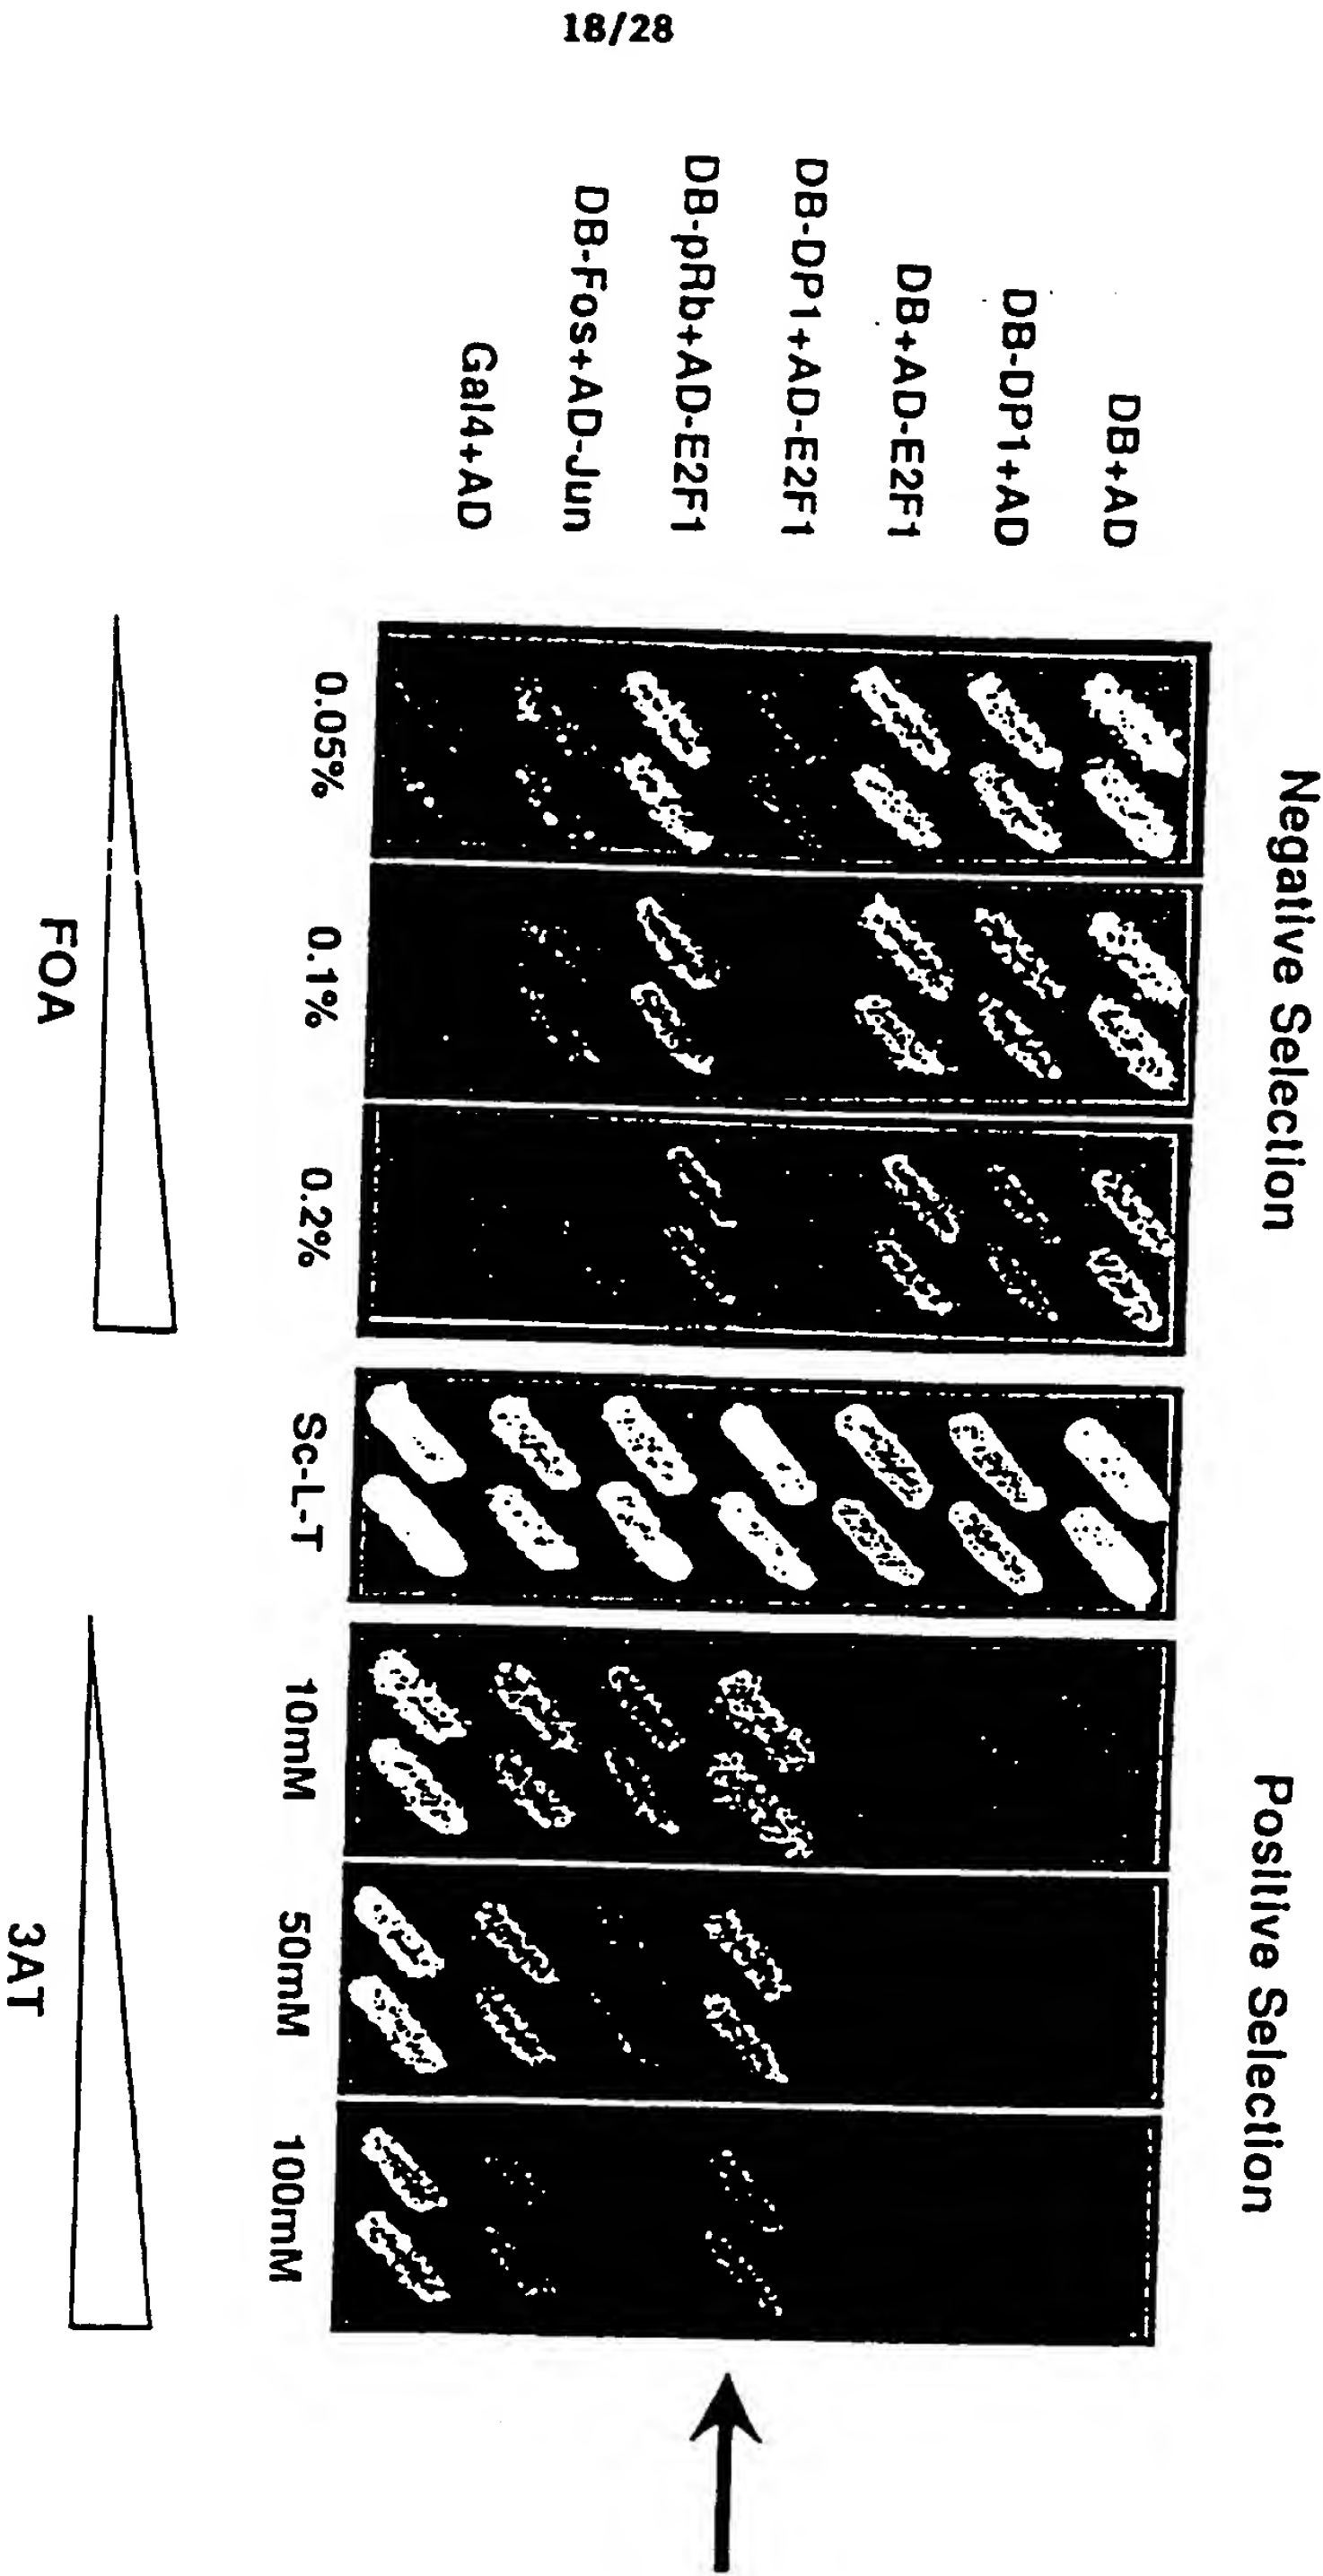 18/28
Negative Selection
Positive Selection
DB+AD
DB-DP1+AD
DB+AD-E2F1
DB-DP1+AD-E2F1
DB-pRb+AD-E2F1
DB-Fos+AD-Jun
Gal4+AD
0.05%
0.1%
0.2%
Sc-L-T
10mM
50mM
100mM
FOA
3AT